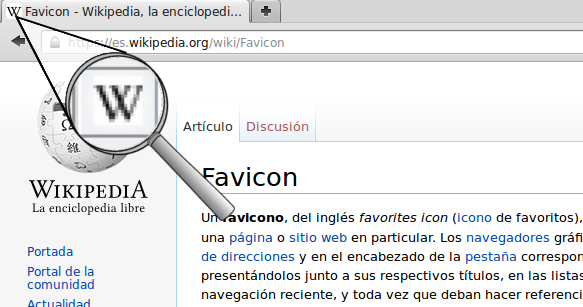 W Favicon - Wikipedia, la enciclopedi...
https://es.wikipedia.org/wiki/Favicon
W
Ω
WIKIPEDIA
La enciclopedia libre
Portada
Portal de la
comunidad
Actualidad
Artículo Discusión
Favicon
Un favicono, del inglés favorites icon (icono de favoritos),
una página o sitio web en particular. Los navegadores gráfi
de direcciones y en el encabezado de la pestaña correspon
presentándolos junto a sus respectivos títulos, en las listas
navegación reciente, y toda vez que deban hacer referenci